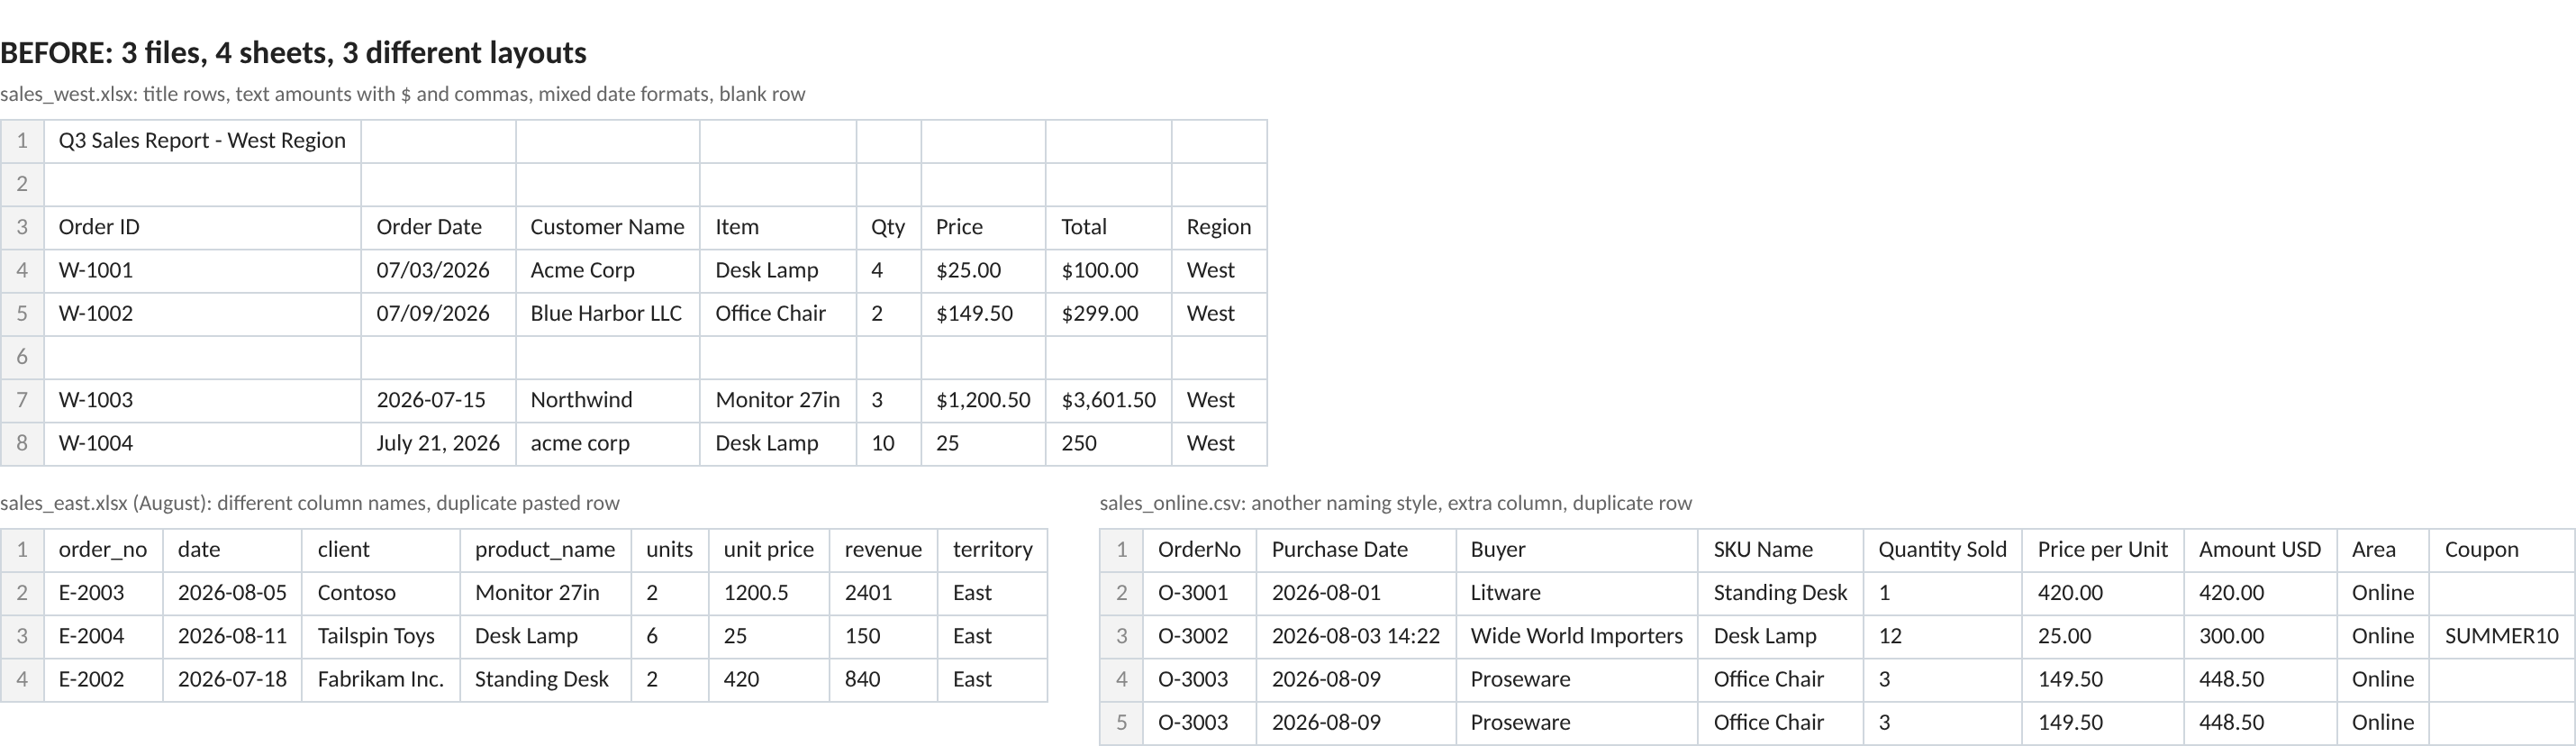 BEFORE: 3 files, 4 sheets, 3 different layouts
sales_west.xlsx: title rows, text amounts with $ and commas, mixed date formats, blank row
1 Q3 Sales Report - West Region
2
3 Order ID Order Date Customer Name Item Qty Price Total Region
4 W-1001 07/03/2026 Acme Corp Desk Lamp 4 $25.00 $100.00 West
5 W-1002 07/09/2026 Blue Harbor LLC Office Chair 2 $149.50 $299.00 West
6
7 W-1003 2026-07-15 Northwind Monitor 27in 3 $1,200.50 $3,601.50 West
8 W-1004 July 21, 2026 acme corp Desk Lamp 10 25 250 West
sales_east.xlsx (August): different column names, duplicate pasted row
1 order_no date client product_name units unit price revenue territory
2 E-2003 2026-08-05 Contoso Monitor 27in 2 1200.5 2401 East
3 E-2004 2026-08-11 Tailspin Toys Desk Lamp 6 25 150 East
4 E-2002 2026-07-18 Fabrikam Inc. Standing Desk 2 420 840 East
sales_online.csv: another naming style, extra column, duplicate row
1 OrderNo Purchase Date Buyer SKU Name Quantity Sold Price per Unit Amount USD Area Coupon
2 O-3001 2026-08-01 Litware Standing Desk 1 420.00 420.00 Online
3 O-3002 2026-08-03 14:22 Wide World Importers Desk Lamp 12 25.00 300.00 Online SUMMER10
4 O-3003 2026-08-09 Proseware Office Chair 3 149.50 448.50 Online
5 O-3003 2026-08-09 Proseware Office Chair 3 149.50 448.50 Online